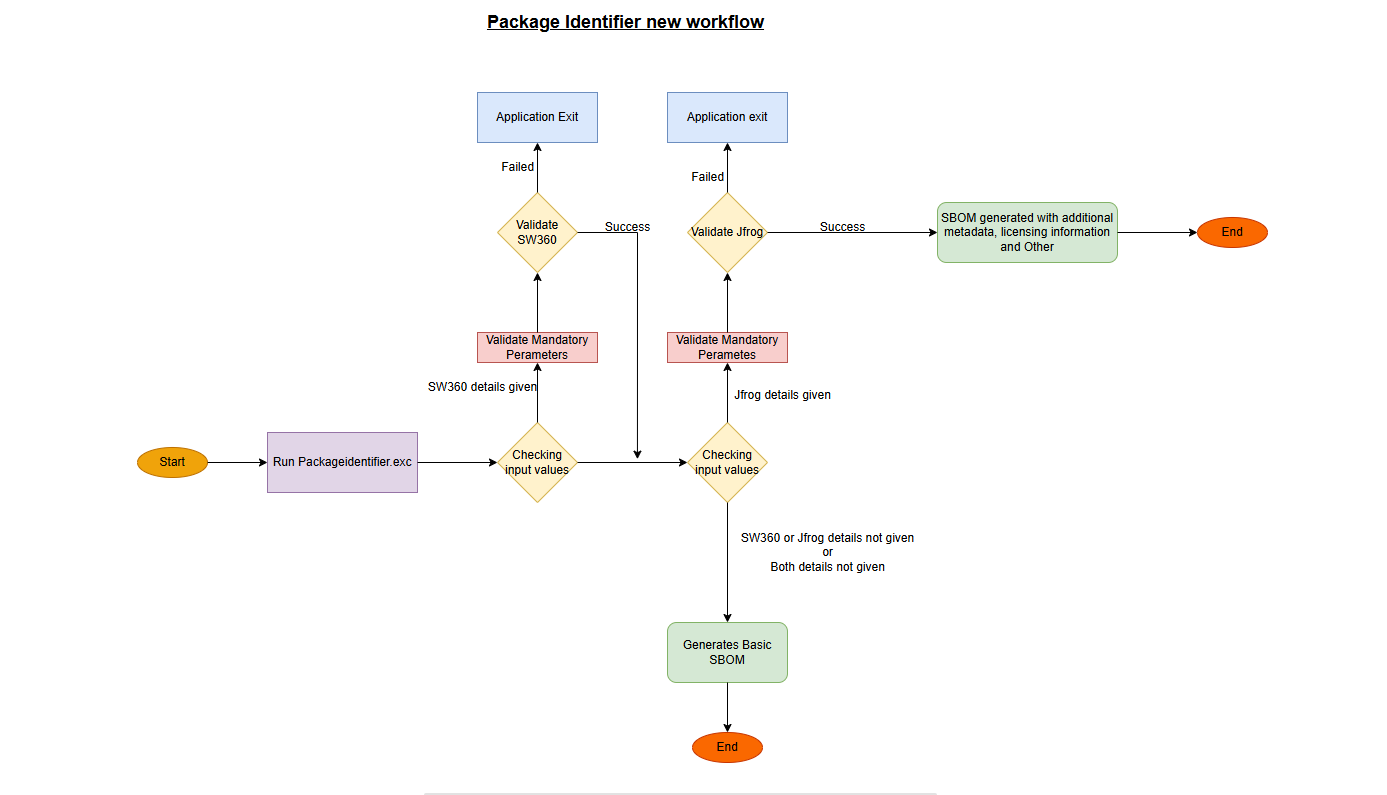 Package Identifier new workflow
Application Exit
Application exit
Failed
Failed
Validate
SW360
Success
Validate Jfrog
Success
SBOM generated with additional
metadata, licensing information
and Other
End
Validate Mandatory
Perameters
Validate Mandatory
Perametes
SW360 details given
Jfrog details given
Start
Run Packageidentifier.exc
Checking
input values
Checking
input values
SW360 or Jfrog details not given
or
Both details not given
Generates Basic
SBOM
End